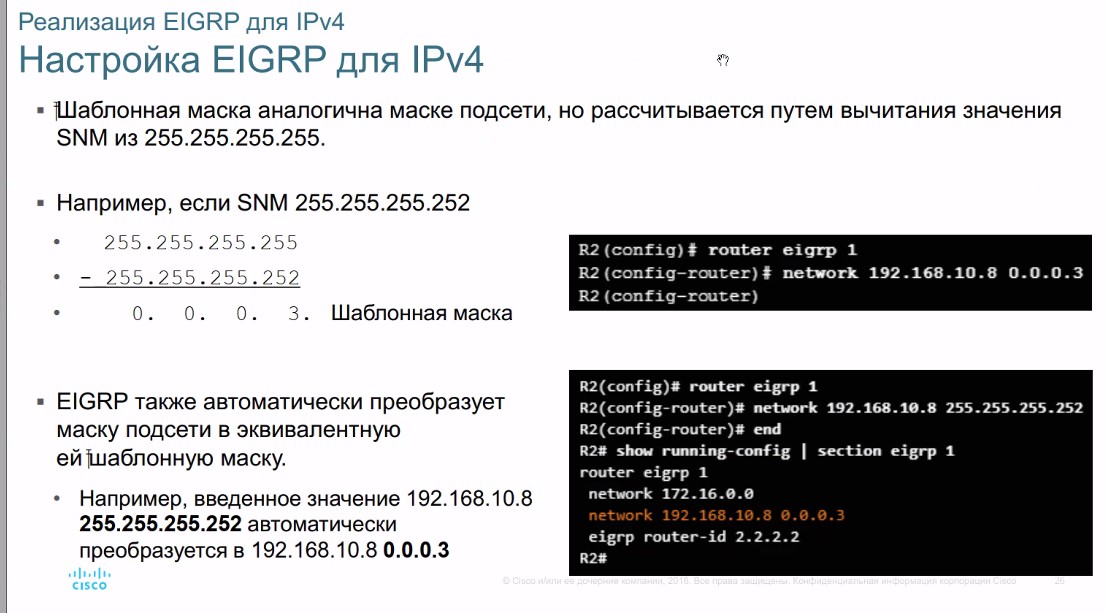 Реализация EIGRP для IPv4
Настройка EIGRP для IPv4
▪ Шаблонная маска аналогична маске подсети, но рассчитывается путем вычитания значения
SNM из 255.255.255.255.
▪ Например, если SNM 255.255.255.252
• 255.255.255.255
• – 255.255.255.252
• 0. 0. 0. 3. Шаблонная маска
R2(config)# router eigrp 1
R2(config-router)# network 192.168.10.8 0.0.0.3
R2(config-router)
▪ EIGRP также автоматически преобразует
маску подсети в эквивалентную
ей шаблонную маску.
• Например, введенное значение 192.168.10.8
255.255.255.252 автоматически
преобразуется в 192.168.10.8 0.0.0.3
R2(config)# router eigrp 1
R2(config-router)# network 192.168.10.8 255.255.255.252
R2(config-router)# end
R2# show running-config | section eigrp 1
router eigrp 1
network 172.16.0.0
network 192.168.10.8 0.0.0.3
eigrp router-id 2.2.2.2
R2#
CISCO
© Cisco и/или ее дочерние компании, 2016. Все права защищены. Конфиденциальная информация корпорации Cisco
26